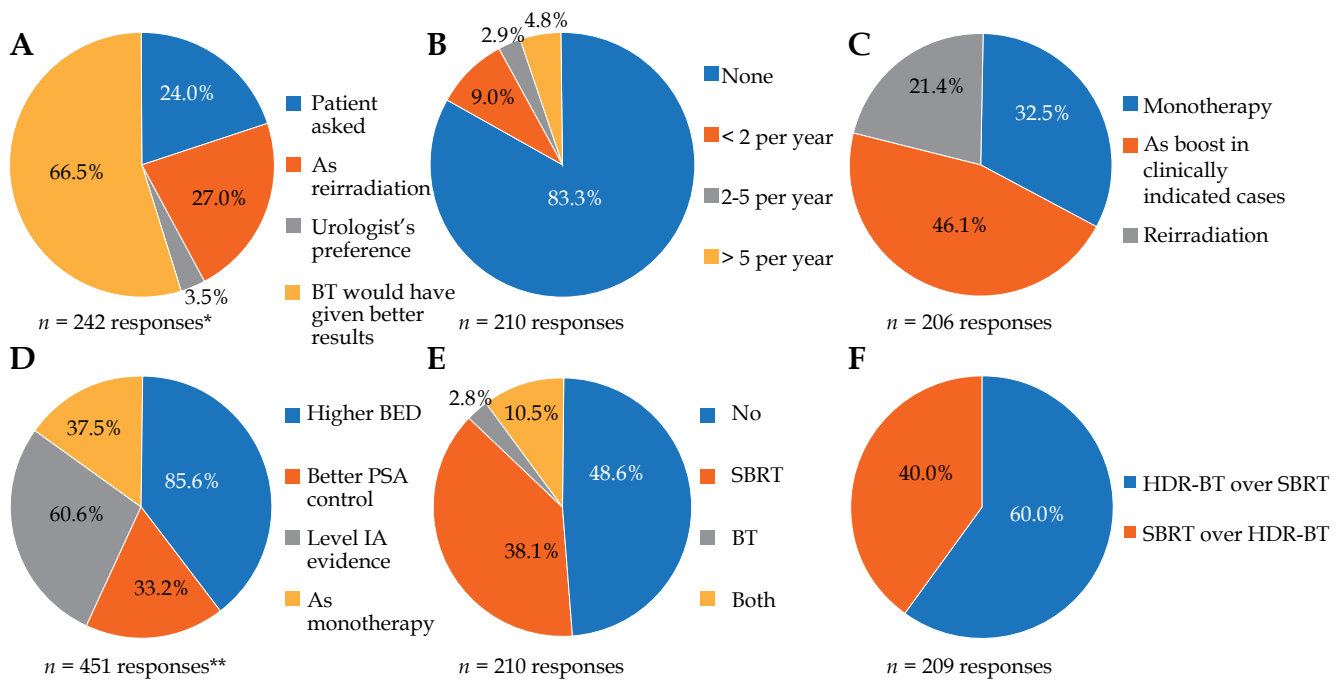 A
24.0%
27.0%
3.5%
66.5%
Patient
asked
As
reirradiation
Urologist's
preference
BT would have
given better
results
n = 242 responses*
B
2.9%
4.8%
9.0%
83.3%
None
< 2 per year
2-5 per year
> 5 per year
n = 210 responses
C
21.4%
32.5%
46.1%
Monotherapy
As boost in
clinically
indicated cases
Reirradiation
n = 206 responses
D
37.5%
85.6%
60.6%
33.2%
Higher BED
Better PSA
control
Level IA
evidence
As
monotherapy
n = 451 responses**
E
2.8%
10.5%
48.6%
38.1%
No
SBRT
BT
Both
n = 210 responses
F
40.0%
60.0%
HDR-BT over SBRT
SBRT over HDR-BT
n = 209 responses